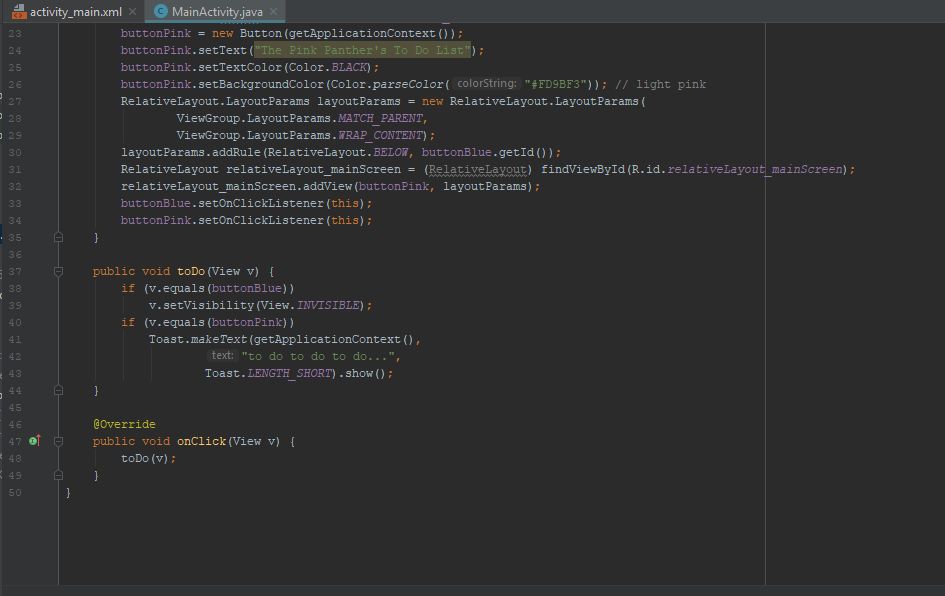 activity_main.xml MainActivity.java
23 buttonPink = new Button(getApplicationContext());
24 buttonPink.setText("The Pink Panther's To Do List");
25 buttonPink.setTextColor(Color.BLACK);
26 buttonPink.setBackgroundColor(Color.parseColor( colorString: "#FD9BF3")); // light pink
27 RelativeLayout.LayoutParams layoutParams = new RelativeLayout.LayoutParams(
28 ViewGroup.LayoutParams.MATCH_PARENT,
29 ViewGroup.LayoutParams.WRAP_CONTENT);
30 layoutParams.addRule(RelativeLayout.BELOW, buttonBlue.getId());
31 RelativeLayout relativeLayout_mainScreen = (RelativeLayout) findViewById(R.id.relativeLayout_mainScreen);
32 relativeLayout_mainScreen.addView(buttonPink, layoutParams);
33 buttonBlue.setOnClickListener(this);
34 buttonPink.setOnClickListener(this);
35 }
36
37 public void toDo(View v) {
38 if (v.equals(buttonBlue))
39 v.setVisibility(View.INVISIBLE);
40 if (v.equals(buttonPink))
41 Toast.makeText(getApplicationContext(),
42 text: "to do to do to do...",
43 Toast.LENGTH_SHORT).show();
44 }
45
46 @Override
47 public void onClick(View v) {
48 toDo(v);
49 }
50 }